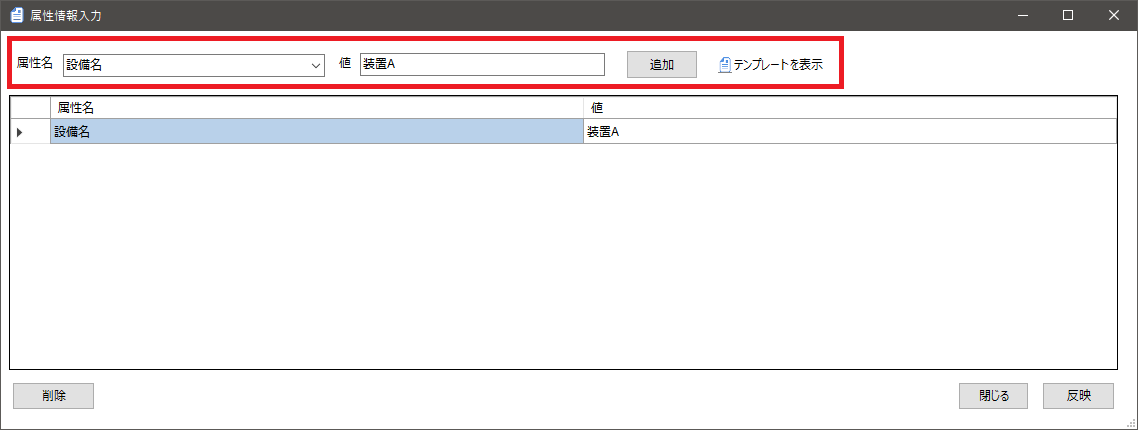 属性情報入力
属性名 設備名 値 装置A 追加 テンプレートを表示
属性名 値
設備名 装置A
削除 閉じる 反映